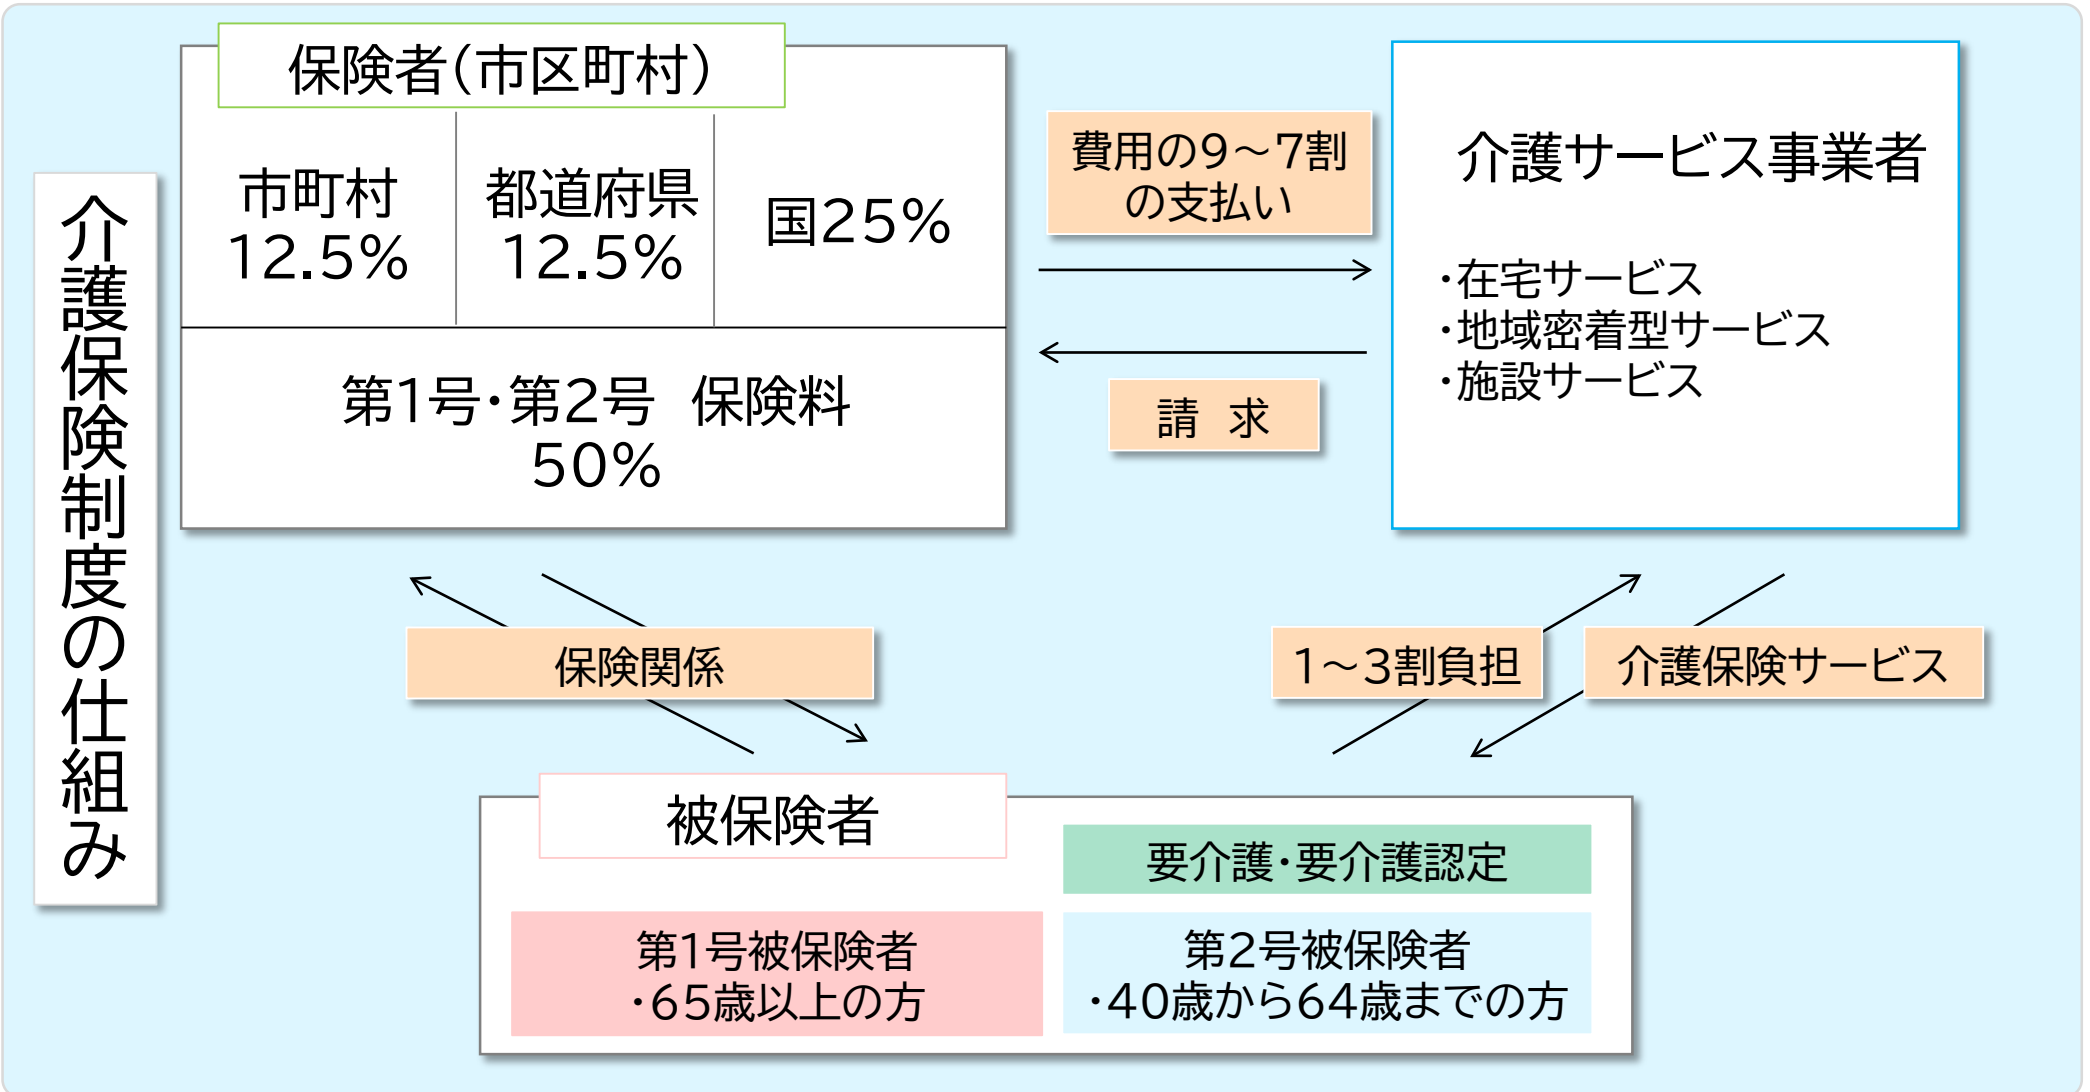 介護保険制度の仕組み
保険者(市区町村)
市町村
12.5%
都道府県
12.5%
国25%
第1号・第2号 保険料
50%
費用の9~7割
の支払い
請 求
介護サービス事業者
・在宅サービス
・地域密着型サービス
・施設サービス
保険関係
1~3割負担
介護保険サービス
被保険者
要介護・要介護認定
第1号被保険者
・65歳以上の方
第2号被保険者
・40歳から64歳までの方